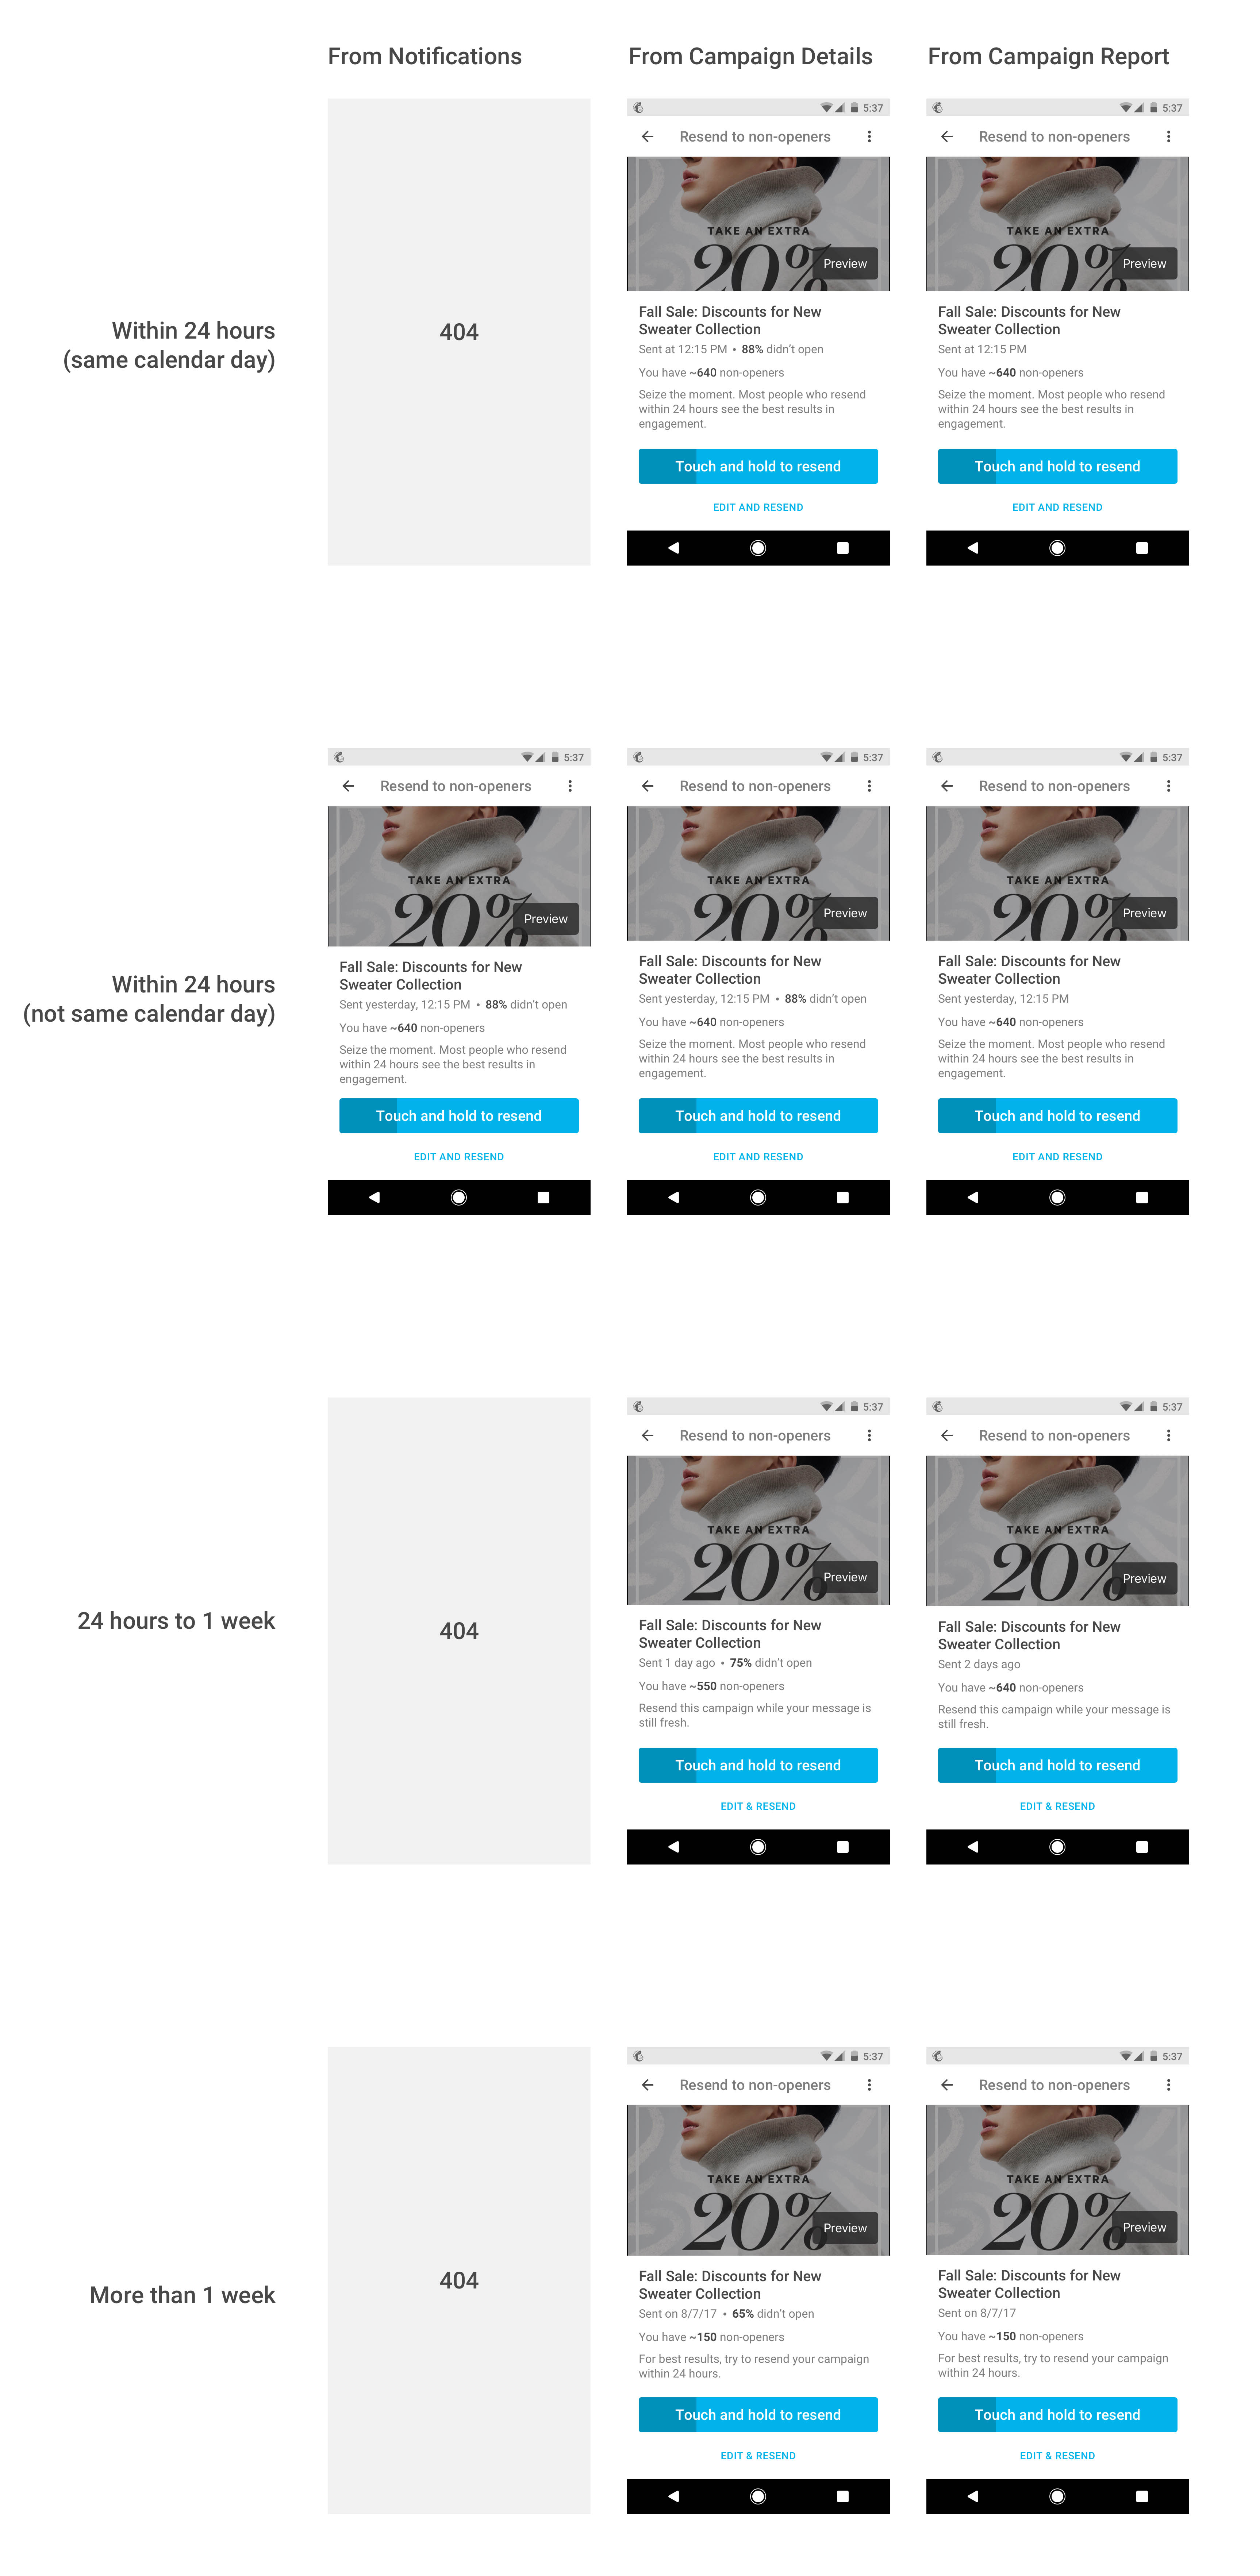 From Notifications
From Campaign Details
From Campaign Report
Within 24 hours
(same calendar day)
404
5:37
Resend to non-openers
TAKE AN EXTRA
20%
Preview
Fall Sale: Discounts for New
Sweater Collection
Sent at 12:15 PM • 88% didn't open
You have ~640 non-openers
Seize the moment. Most people who resend
within 24 hours see the best results in
engagement.
Touch and hold to resend
EDIT AND RESEND
5:37
Resend to non-openers
TAKE AN EXTRA
20%
Preview
Fall Sale: Discounts for New
Sweater Collection
Sent at 12:15 PM
You have ~640 non-openers
Seize the moment. Most people who resend
within 24 hours see the best results in
engagement.
Touch and hold to resend
EDIT AND RESEND
Within 24 hours
(not same calendar day)
5:37
Resend to non-openers
TAKE AN EXTRA
20%
Preview
Fall Sale: Discounts for New
Sweater Collection
Sent yesterday, 12:15 PM • 88% didn't open
You have ~640 non-openers
Seize the moment. Most people who resend
within 24 hours see the best results in
engagement.
Touch and hold to resend
EDIT AND RESEND
5:37
Resend to non-openers
TAKE AN EXTRA
20%
Preview
Fall Sale: Discounts for New
Sweater Collection
Sent yesterday, 12:15 PM • 88% didn't open
You have ~640 non-openers
Seize the moment. Most people who resend
within 24 hours see the best results in
engagement.
Touch and hold to resend
EDIT AND RESEND
5:37
Resend to non-openers
TAKE AN EXTRA
20%
Preview
Fall Sale: Discounts for New
Sweater Collection
Sent yesterday, 12:15 PM
You have ~640 non-openers
Seize the moment. Most people who resend
within 24 hours see the best results in
engagement.
Touch and hold to resend
EDIT AND RESEND
24 hours to 1 week
404
5:37
Resend to non-openers
TAKE AN EXTRA
20%
Preview
Fall Sale: Discounts for New
Sweater Collection
Sent 1 day ago • 75% didn't open
You have ~550 non-openers
Resend this campaign while your message is
still fresh.
Touch and hold to resend
EDIT & RESEND
5:37
Resend to non-openers
TAKE AN EXTRA
20%
Preview
Fall Sale: Discounts for New
Sweater Collection
Sent 2 days ago
You have ~640 non-openers
Resend this campaign while your message is
still fresh.
Touch and hold to resend
EDIT & RESEND
More than 1 week
404
5:37
Resend to non-openers
TAKE AN EXTRA
20%
Preview
Fall Sale: Discounts for New
Sweater Collection
Sent on 8/7/17 • 65% didn't open
You have ~150 non-openers
For best results, try to resend your campaign
within 24 hours.
Touch and hold to resend
EDIT & RESEND
5:37
Resend to non-openers
TAKE AN EXTRA
20%
Preview
Fall Sale: Discounts for New
Sweater Collection
Sent on 8/7/17
You have ~150 non-openers
For best results, try to resend your campaign
within 24 hours.
Touch and hold to resend
EDIT & RESEND